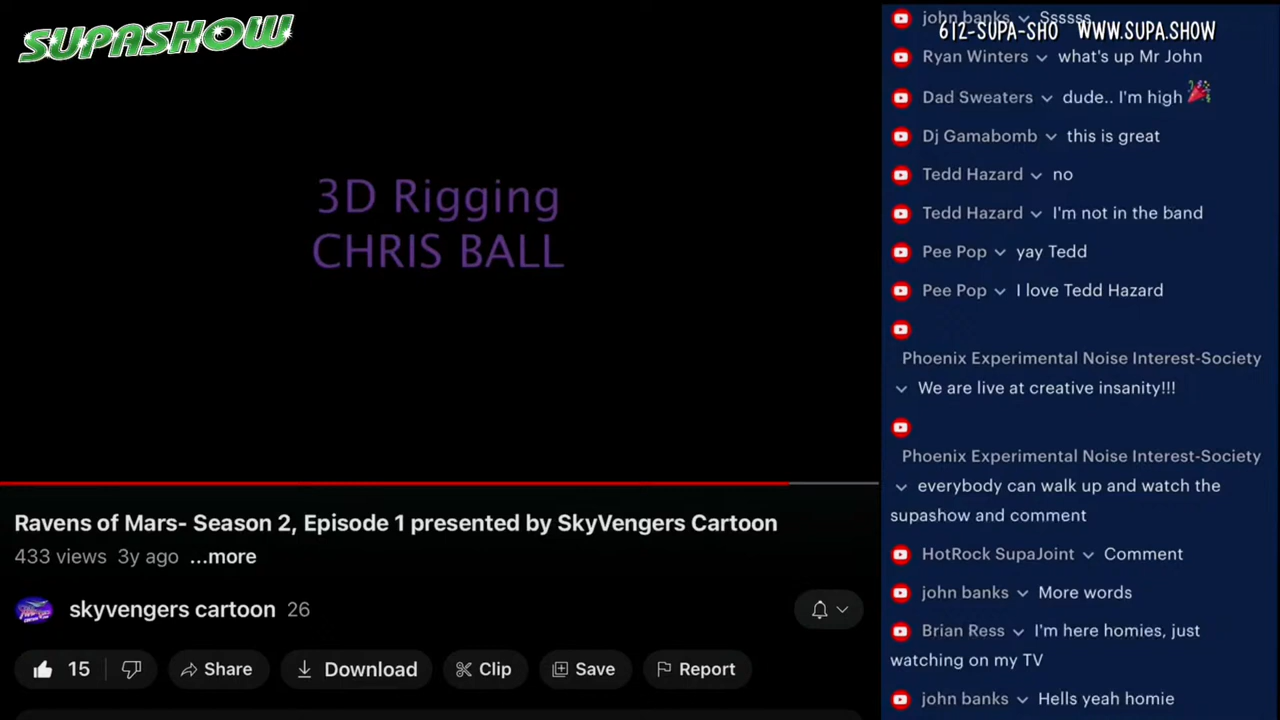 SUPASHOW
3D Rigging
CHRIS BALL
Ravens of Mars- Season 2, Episode 1 presented by SkyVengers Cartoon
433 views 3y ago ...more
skyvengers cartoon 26
15 Share Download Clip Save Report
john banks Sssss
612-SUPA-SHO WWW.SUPA.SHOW
Ryan Winters what's up Mr John
Dad Sweaters dude.. I'm high 🎉
Dj Gamabomb this is great
Tedd Hazard no
Tedd Hazard I'm not in the band
Pee Pop yay Tedd
Pee Pop I love Tedd Hazard
Phoenix Experimental Noise Interest-Society
We are live at creative insanity!!!
Phoenix Experimental Noise Interest-Society
everybody can walk up and watch the
supashow and comment
HotRock SupaJoint Comment
john banks More words
Brian Ress I'm here homies, just
watching on my TV
john banks Hells yeah homie